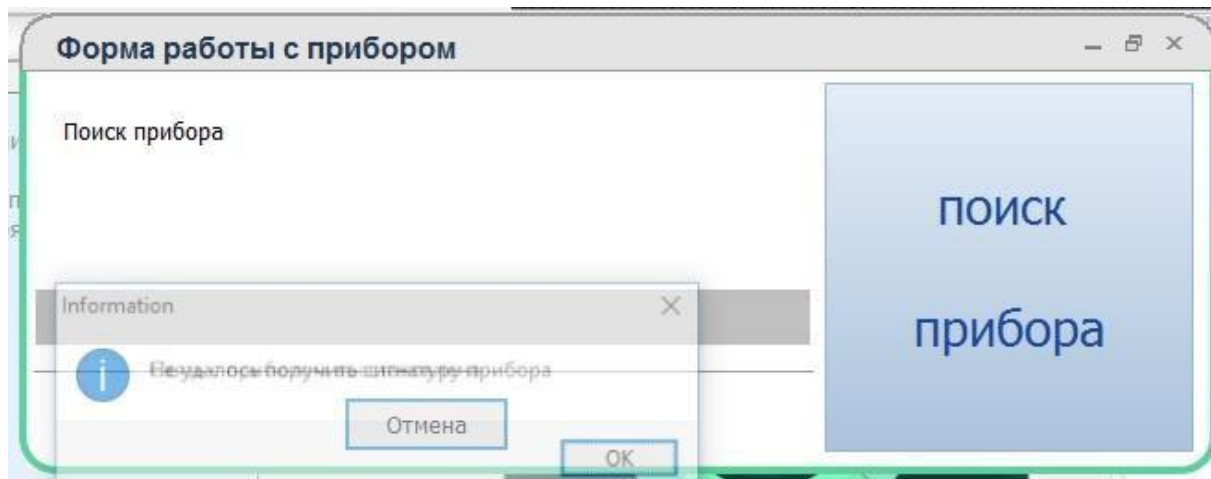 Форма работы с прибором
Поиск прибора
поиск
прибора
Information
Не удалось получить сигнатуру прибора
Отмена
OK